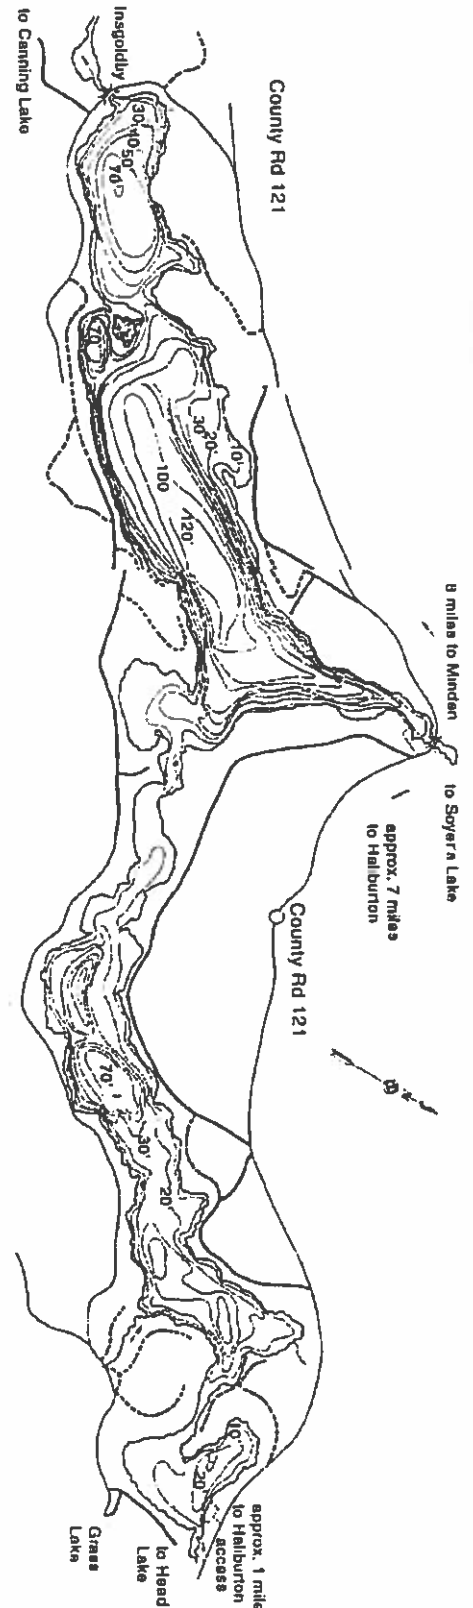 Insgoldby
to Canning Lake
County Rd 121
30'
40
50'
70'
70
30'
20'
10'
100
120'
8 miles to Minden
to Soyers Lake
approx. 7 miles
to Haliburton
County Rd 121
70'
30'
20'
10'
20'
approx. 1 mile
to Haliburton
access
to Head
Lake
Grass
Lake